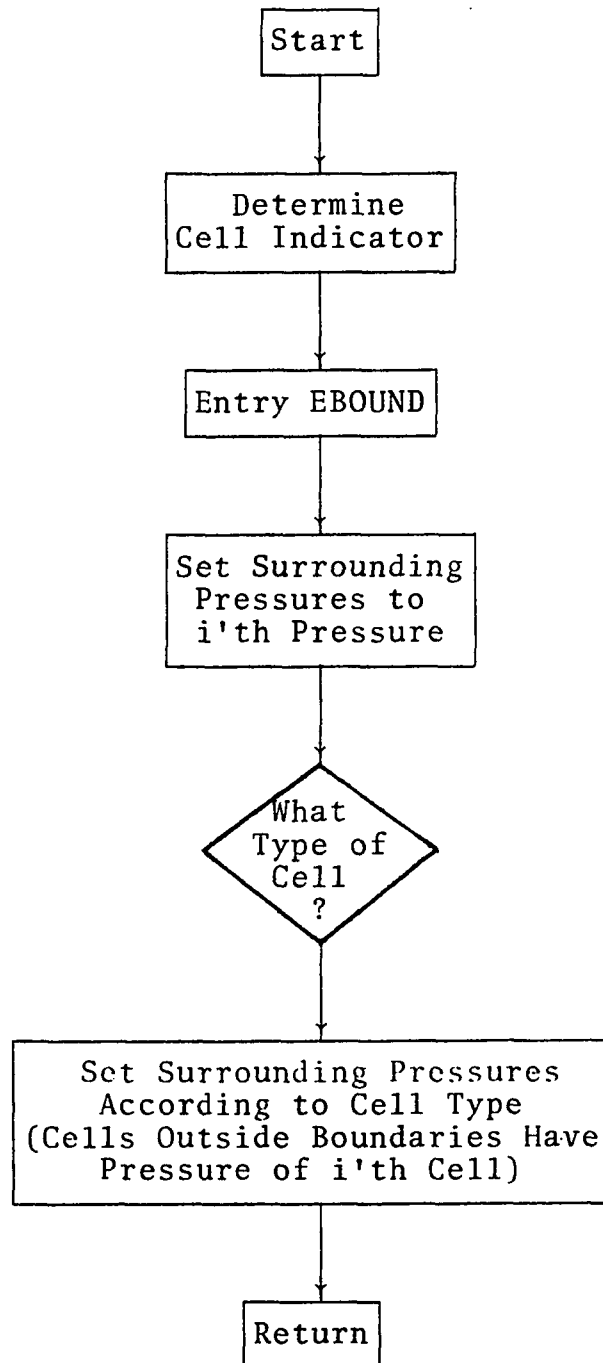 Start
Determine
Cell Indicator
Entry EBOUND
Set Surrounding
Pressures to
i'th Pressure
What
Type of
Cell
?
Set Surrounding Pressures
According to Cell Type
(Cells Outside Boundaries Have
Pressure of i'th Cell)
Return